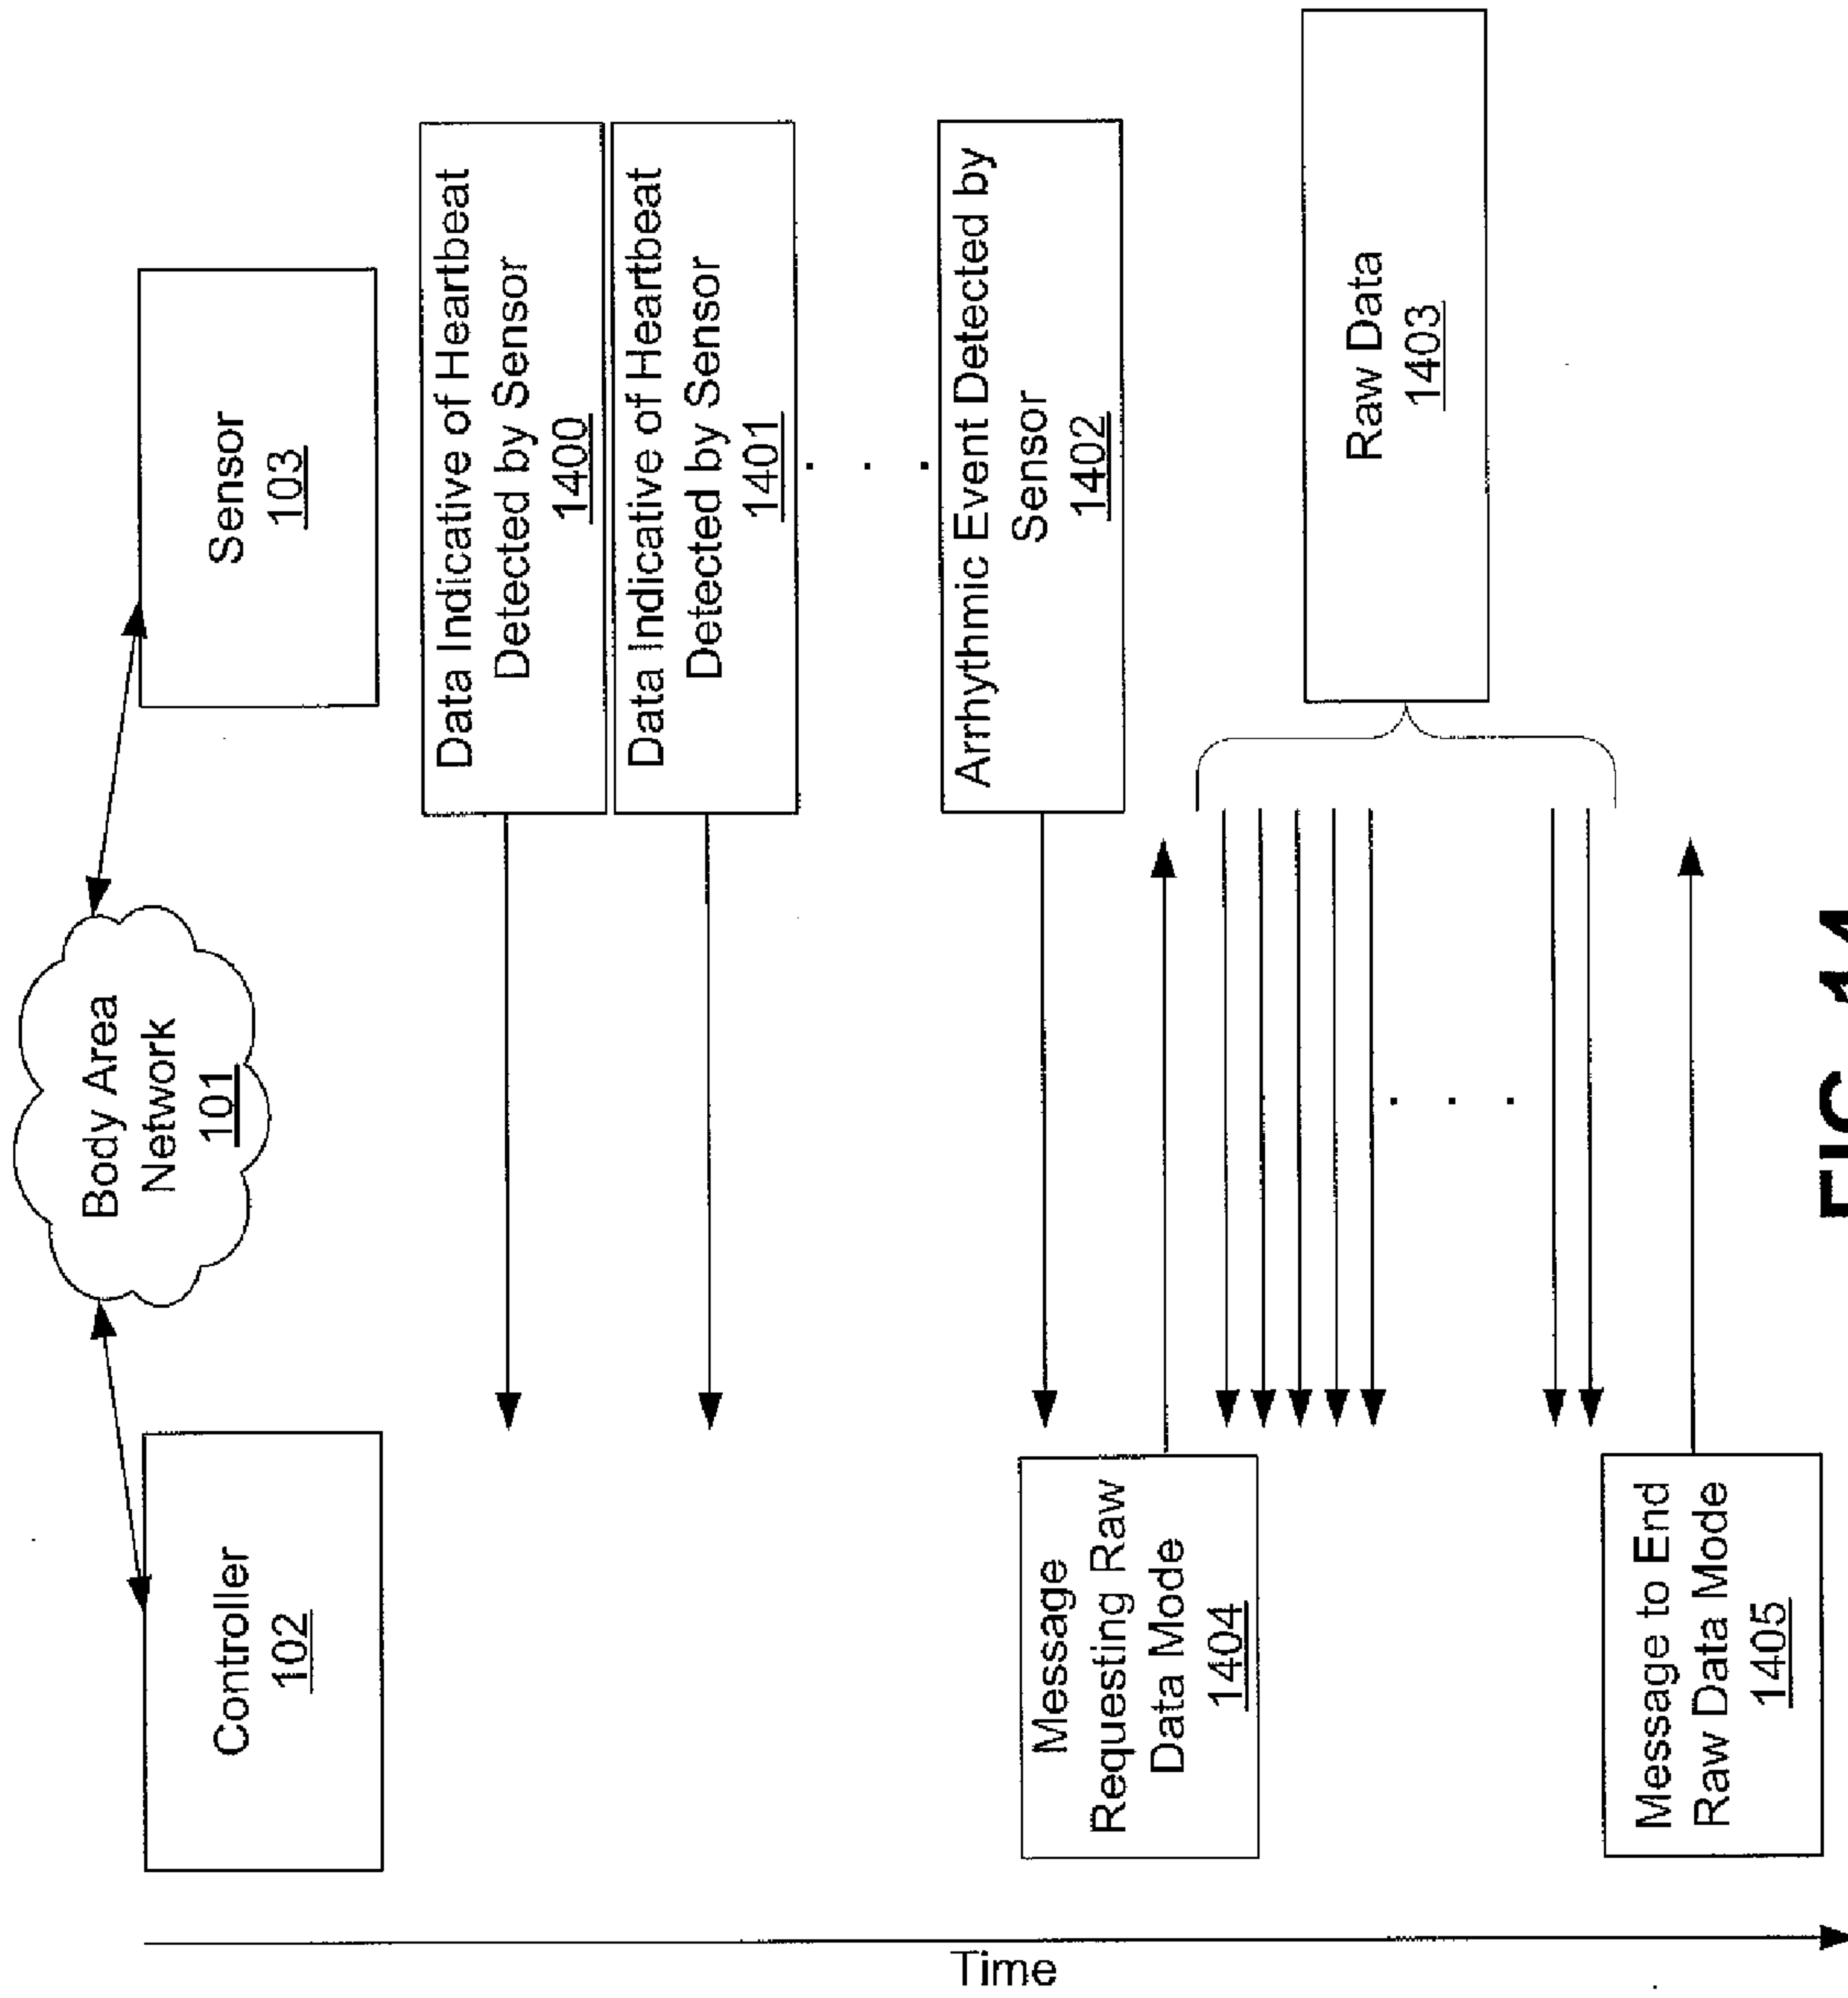 Body Area
Network
101
Controller
102
Sensor
103
Data Indicative of Heartbeat
Detected by Sensor
1400
Data Indicative of Heartbeat
Detected by Sensor
1401
. . .
Arrhythmic Event Detected by
Sensor
1402
Message
Requesting Raw
Data Mode
1404
Raw Data
1403
. . .
Message to End
Raw Data Mode
1405
Time
FIG. 14